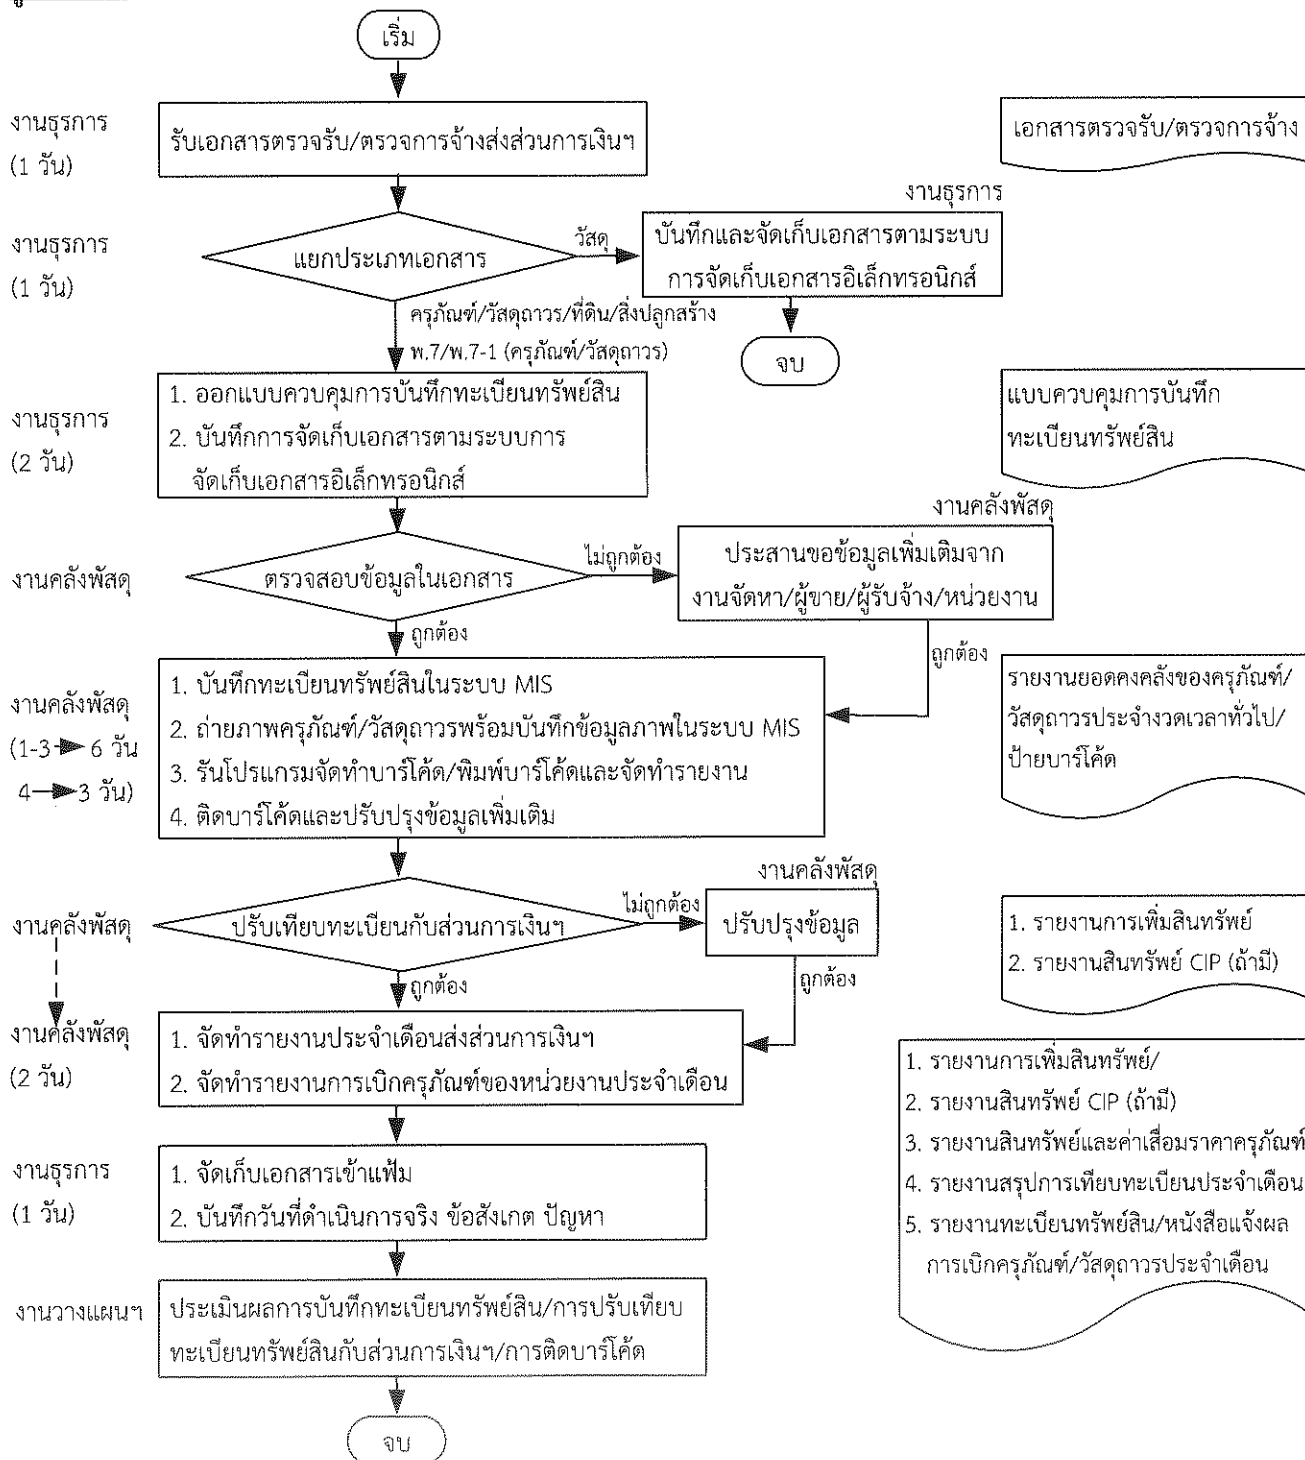 เริ่ม
งานธุรการ
(1 วัน)
รับเอกสารตรวจรับ/ตรวจการจ้างส่งส่วนการเงินฯ
เอกสารตรวจรับ/ตรวจการจ้าง
งานธุรการ
(1 วัน)
แยกประเภทเอกสาร
วัสดุ
งานธุรการ
บันทึกและจัดเก็บเอกสารตามระบบ
การจัดเก็บเอกสารอิเล็กทรอนิกส์
จบ
ครุภัณฑ์/วัสดุถาวร/ที่ดิน/สิ่งปลูกสร้าง
พ.7/พ.7-1 (ครุภัณฑ์/วัสดุถาวร)
งานธุรการ
(2 วัน)
1. ออกแบบควบคุมการบันทึกทะเบียนทรัพย์สิน
2. บันทึกการจัดเก็บเอกสารตามระบบการ
จัดเก็บเอกสารอิเล็กทรอนิกส์
แบบควบคุมการบันทึก
ทะเบียนทรัพย์สิน
งานคลังพัสดุ
ตรวจสอบข้อมูลในเอกสาร
ไม่ถูกต้อง
งานคลังพัสดุ
ประสานขอข้อมูลเพิ่มเติมจาก
งานจัดหา/ผู้ขาย/ผู้รับจ้าง/หน่วยงาน
ถูกต้อง
ถูกต้อง
งานคลังพัสดุ
(1-3 → 6 วัน
4 → 3 วัน)
1. บันทึกทะเบียนทรัพย์สินในระบบ MIS
2. ถ่ายภาพครุภัณฑ์/วัสดุถาวรพร้อมบันทึกข้อมูลภาพในระบบ MIS
3. รันโปรแกรมจัดทำบาร์โค้ด/พิมพ์บาร์โค้ดและจัดทำรายงาน
4. ติดบาร์โค้ดและปรับปรุงข้อมูลเพิ่มเติม
รายงานยอดคงคลังของครุภัณฑ์/
วัสดุถาวรประจำงวดเวลาทั่วไป/
ป้ายบาร์โค้ด
งานคลังพัสดุ
ปรับเทียบทะเบียนกับส่วนการเงินฯ
ไม่ถูกต้อง
งานคลังพัสดุ
ปรับปรุงข้อมูล
ถูกต้อง
ถูกต้อง
1. รายงานการเพิ่มสินทรัพย์
2. รายงานสินทรัพย์ CIP (ถ้ามี)
งานคลังพัสดุ
(2 วัน)
1. จัดทำรายงานประจำเดือนส่งส่วนการเงินฯ
2. จัดทำรายงานการเบิกครุภัณฑ์ของหน่วยงานประจำเดือน
1. รายงานการเพิ่มสินทรัพย์/
2. รายงานสินทรัพย์ CIP (ถ้ามี)
3. รายงานสินทรัพย์และค่าเสื่อมราคาครุภัณฑ์
4. รายงานสรุปการเทียบทะเบียนประจำเดือน
5. รายงานทะเบียนทรัพย์สิน/หนังสือแจ้งผล
การเบิกครุภัณฑ์/วัสดุถาวรประจำเดือน
งานธุรการ
(1 วัน)
1. จัดเก็บเอกสารเข้าแฟ้ม
2. บันทึกวันที่ดำเนินการจริง ข้อสังเกต ปัญหา
งานวางแผนฯ
ประเมินผลการบันทึกทะเบียนทรัพย์สิน/การปรับเทียบ
ทะเบียนทรัพย์สินกับส่วนการเงินฯ/การติดบาร์โค้ด
จบ